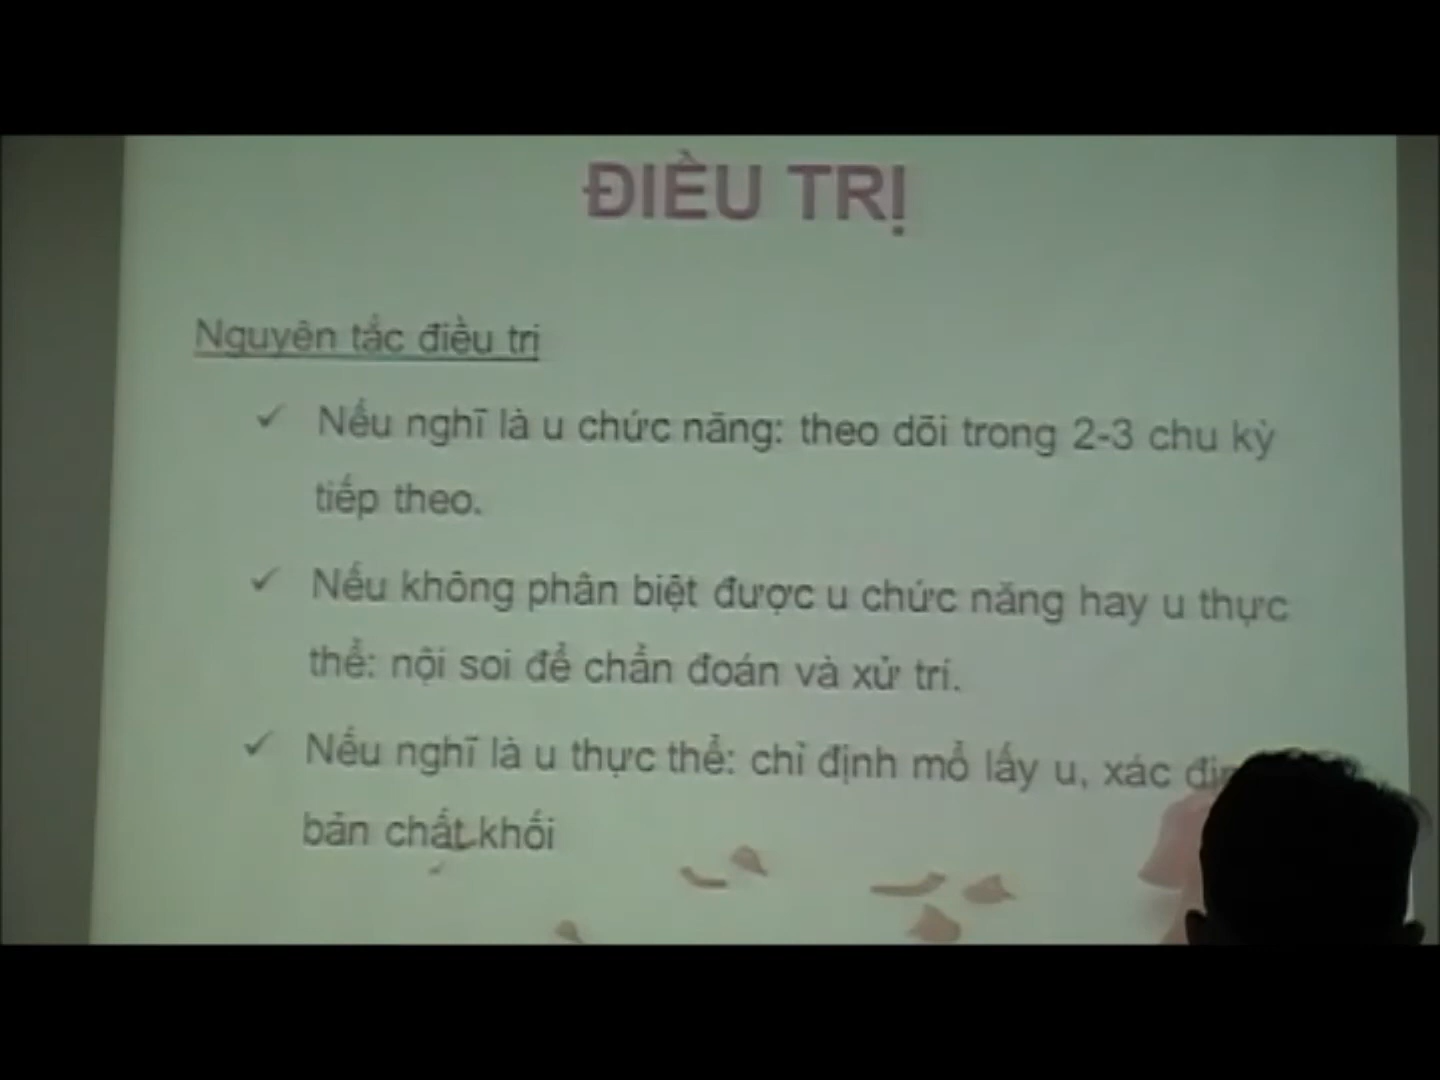 ĐIỀU TRỊ
Nguyên tắc điều trị
✓ Nếu nghĩ là u chức năng: theo dõi trong 2-3 chu kỳ
tiếp theo.
✓ Nếu không phân biệt được u chức năng hay u thực
thể: nội soi để chẩn đoán và xử trí.
✓ Nếu nghĩ là u thực thể: chỉ định mổ lấy u, xác
bản chất khối